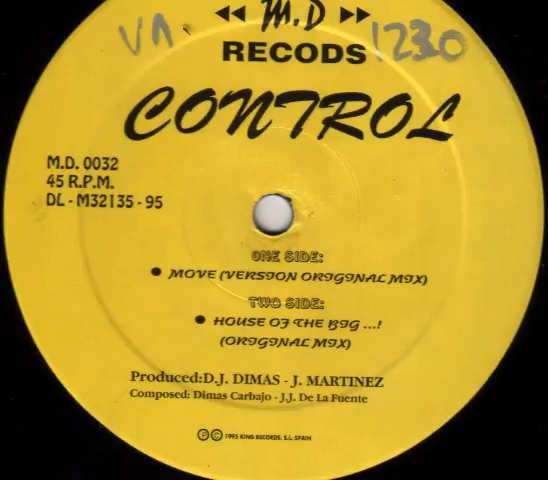 ◄◄ M.D ►►
RECODS
VA. 1230
CONTROL
M.D. 0032
45 R.P.M.
DL - M32135 - 95
ONE SIDE:
● MOVE (VERSION ORIGINAL MIX)
TWO SIDE:
● HOUSE OF THE BIG ...!
(ORIGINAL MIX)
Produced:D.J. DIMAS - J. MARTINEZ
Composed: Dimas Carbajo - J.J. De La Fuente
Ⓟ Ⓒ 1995 KING RECORDS, S.L. SPAIN